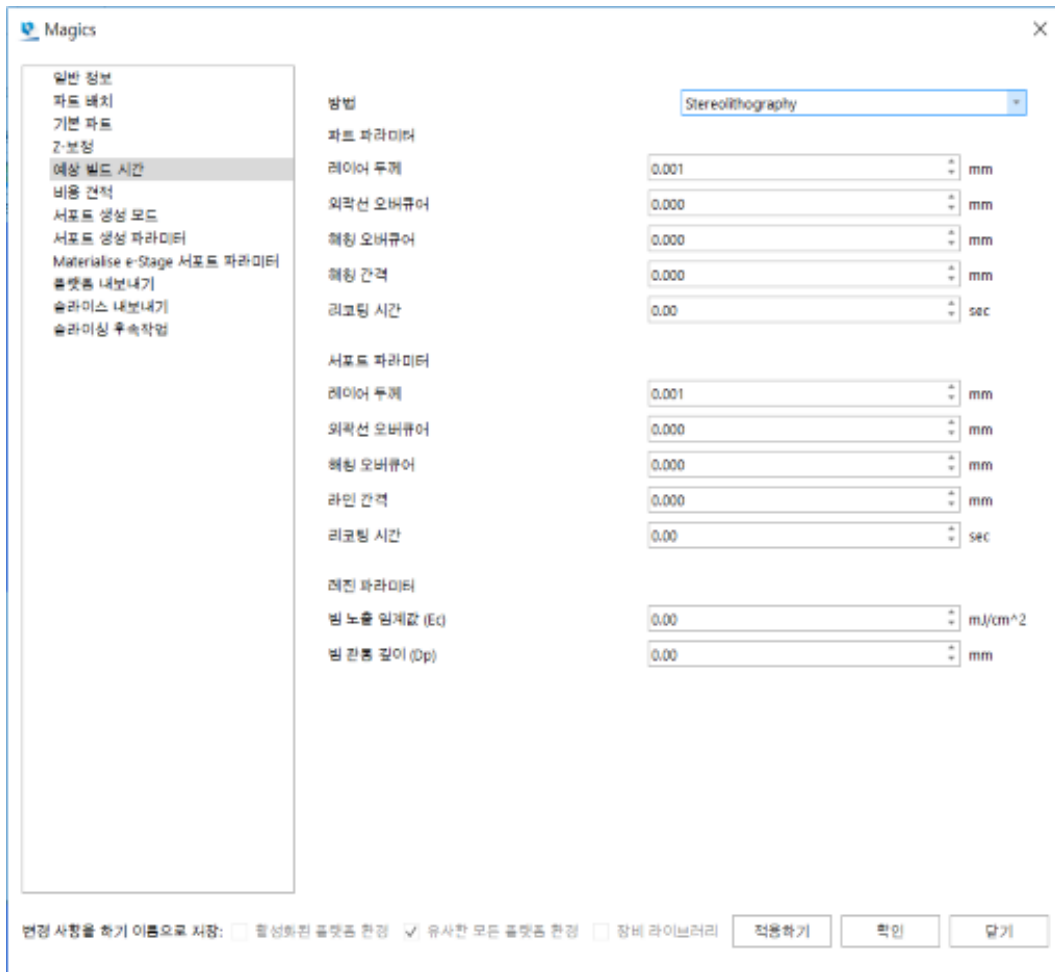 Magics
일반 정보
파트 배치
기본 파트
Z-보정
예상 빌드 시간
비용 견적
서포트 생성 모드
서포트 생성 파라미터
Materialise e-Stage 서포트 파라미터
플랫폼 내보내기
슬라이스 내보내기
슬라이싱 후속작업
방법 Stereolithography
파트 파라미터
레이어 두께 0.001 mm
외곽선 오버큐어 0.000 mm
해칭 오버큐어 0.000 mm
해칭 간격 0.000 mm
리코팅 시간 0.00 sec
서포트 파라미터
레이어 두께 0.001 mm
외곽선 오버큐어 0.000 mm
해칭 오버큐어 0.000 mm
라인 간격 0.000 mm
리코팅 시간 0.00 sec
레진 파라미터
빔 노출 임계값 (Ec) 0.00 mJ/cm^2
빔 관통 깊이 (Dp) 0.00 mm
변경 사항을 하기 이름으로 저장: 활성화된 플랫폼 환경 유사한 모든 플랫폼 환경 장비 라이브러리 적용하기 확인 닫기